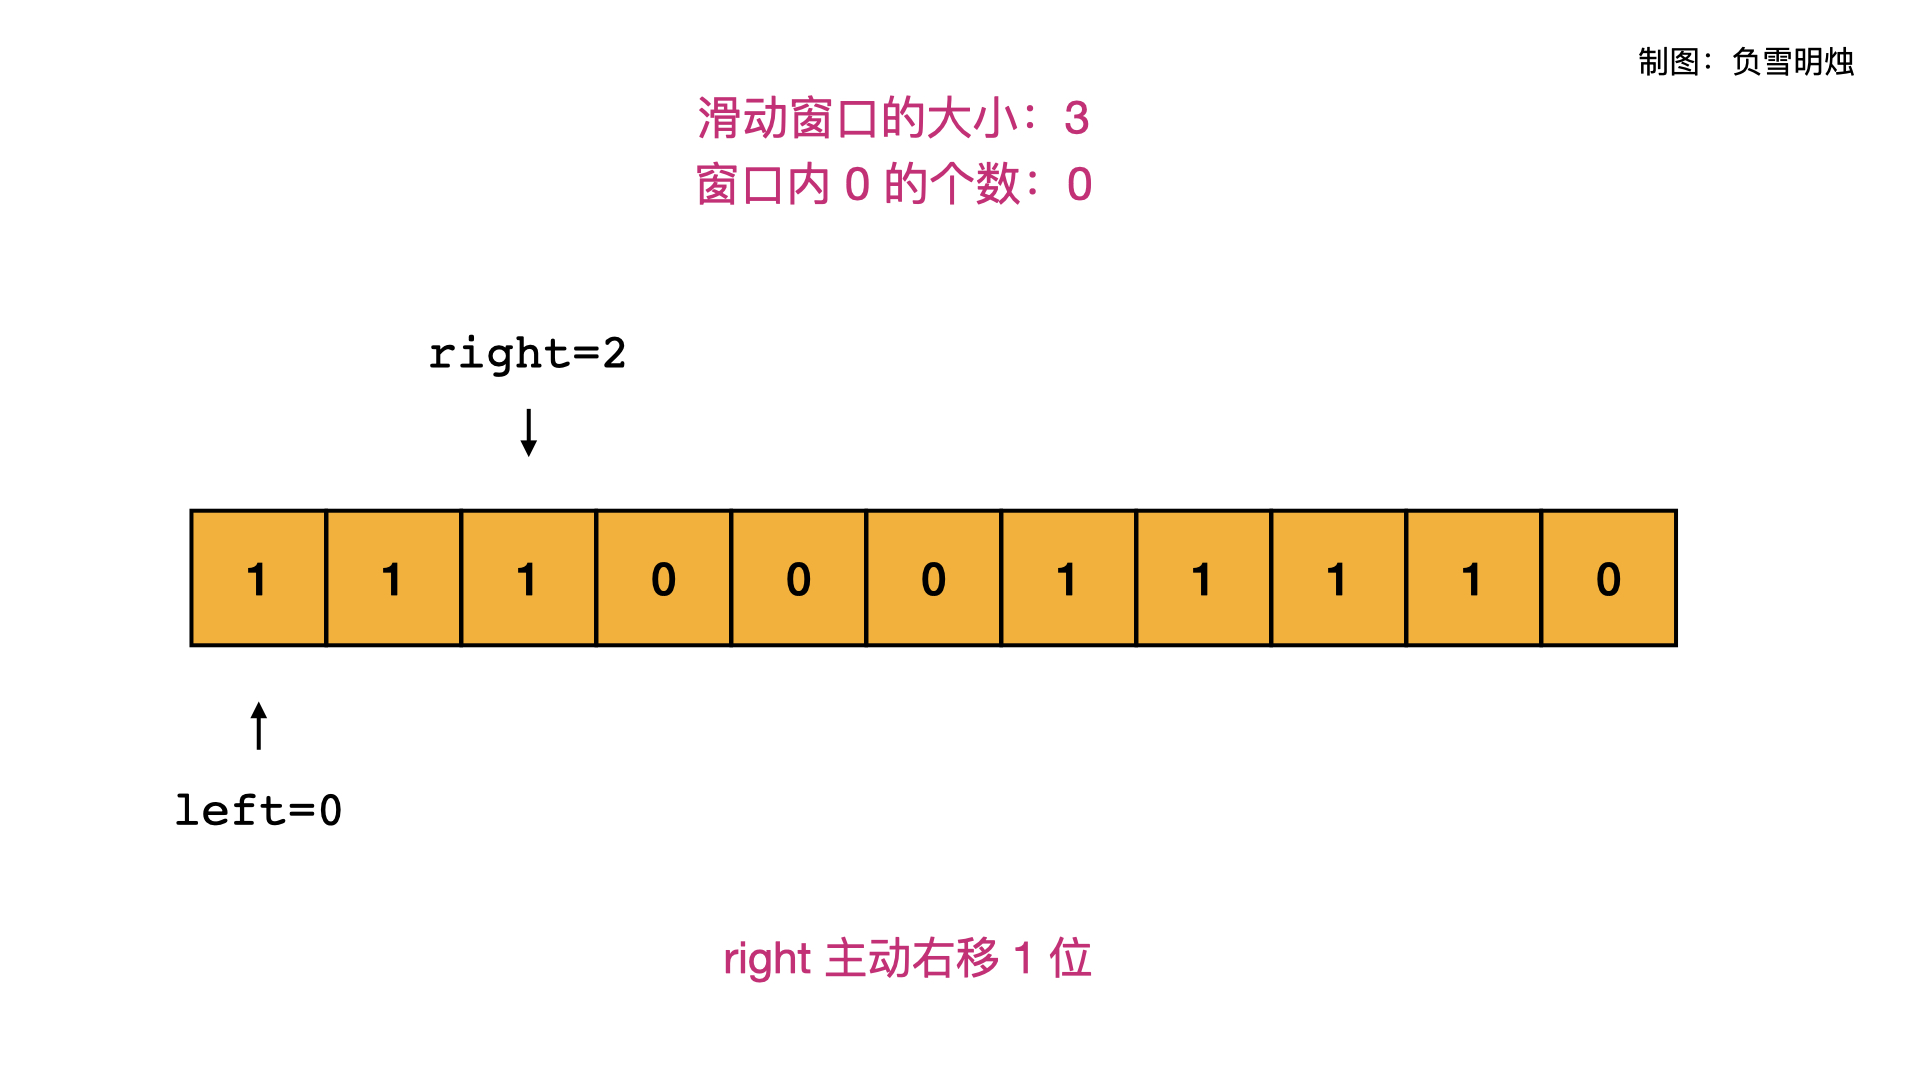 制图：负雪明烛
滑动窗口的大小：3
窗口内 0 的个数：0
right=2
1 1 1 0 0 0 1 1 1 1 0
left=0
right 主动右移 1 位